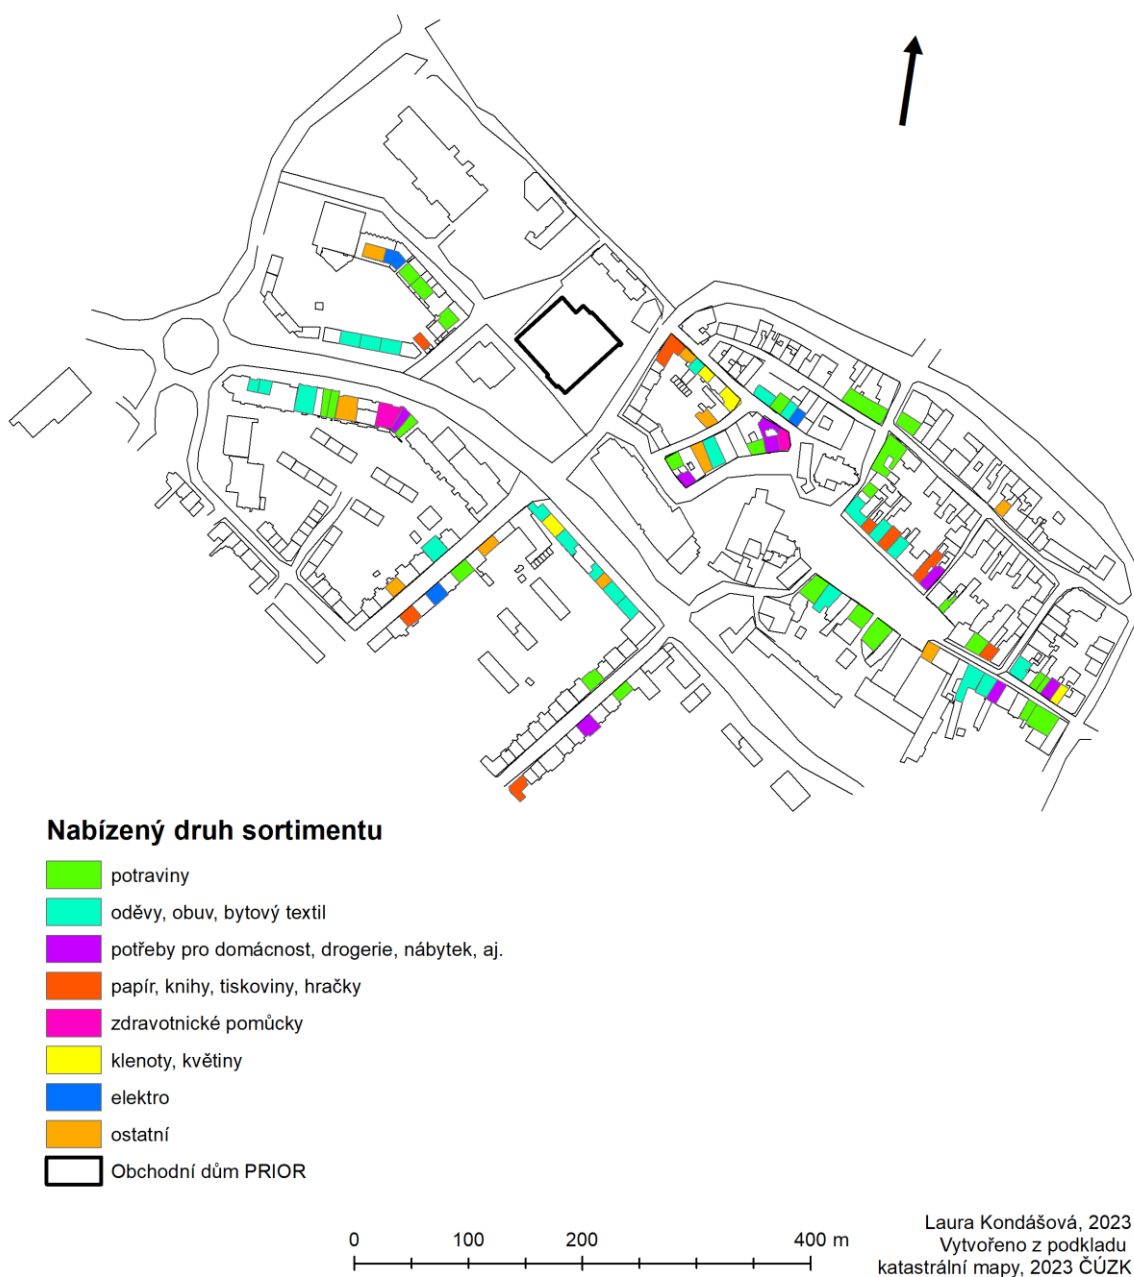 Nabízený druh sortimentu
potraviny
oděvy, obuv, bytový textil
potřeby pro domácnost, drogerie, nábytek, aj.
papír, knihy, tiskoviny, hračky
zdravotnické pomůcky
klenoty, květiny
elektro
ostatní
Obchodní dům PRIOR
0 100 200 400 m
Laura Kondášová, 2023
Vytvořeno z podkladu
katastrální mapy, 2023 ČÚZK